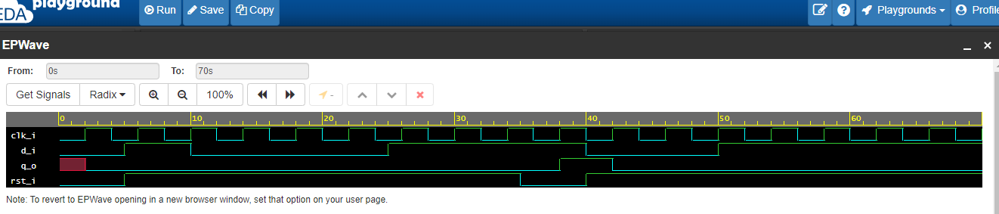 EDA playground Run Save Copy Playgrounds Profile
EPWave
From: 0s To: 70s
Get Signals Radix 100% -
0 10 20 30 40 50 60
clk_i
d_i
q_o
rst_i
Note: To revert to EPWave opening in a new browser window, set that option on your user page.